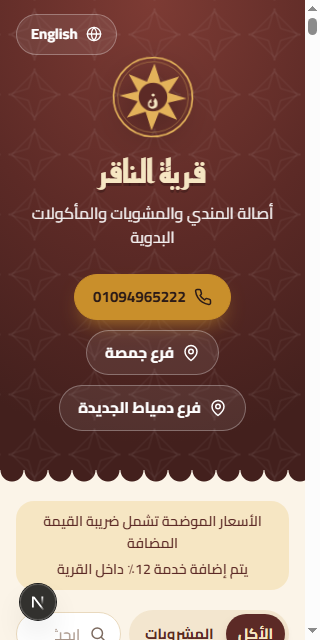 English
ن
قرية الناقر
أصالة المندي والمشويات والمأكولات
البدوية
01094965222
فرع جمصة
فرع دمياط الجديدة
الأسعار الموضحة تشمل ضريبة القيمة
المضافة
يتم إضافة خدمة 12٪ داخل القرية
الأكل
المشروبات
ابحث
N